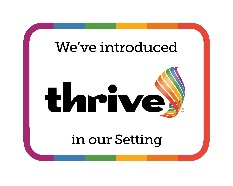 We've introduced
thrive
in our Setting